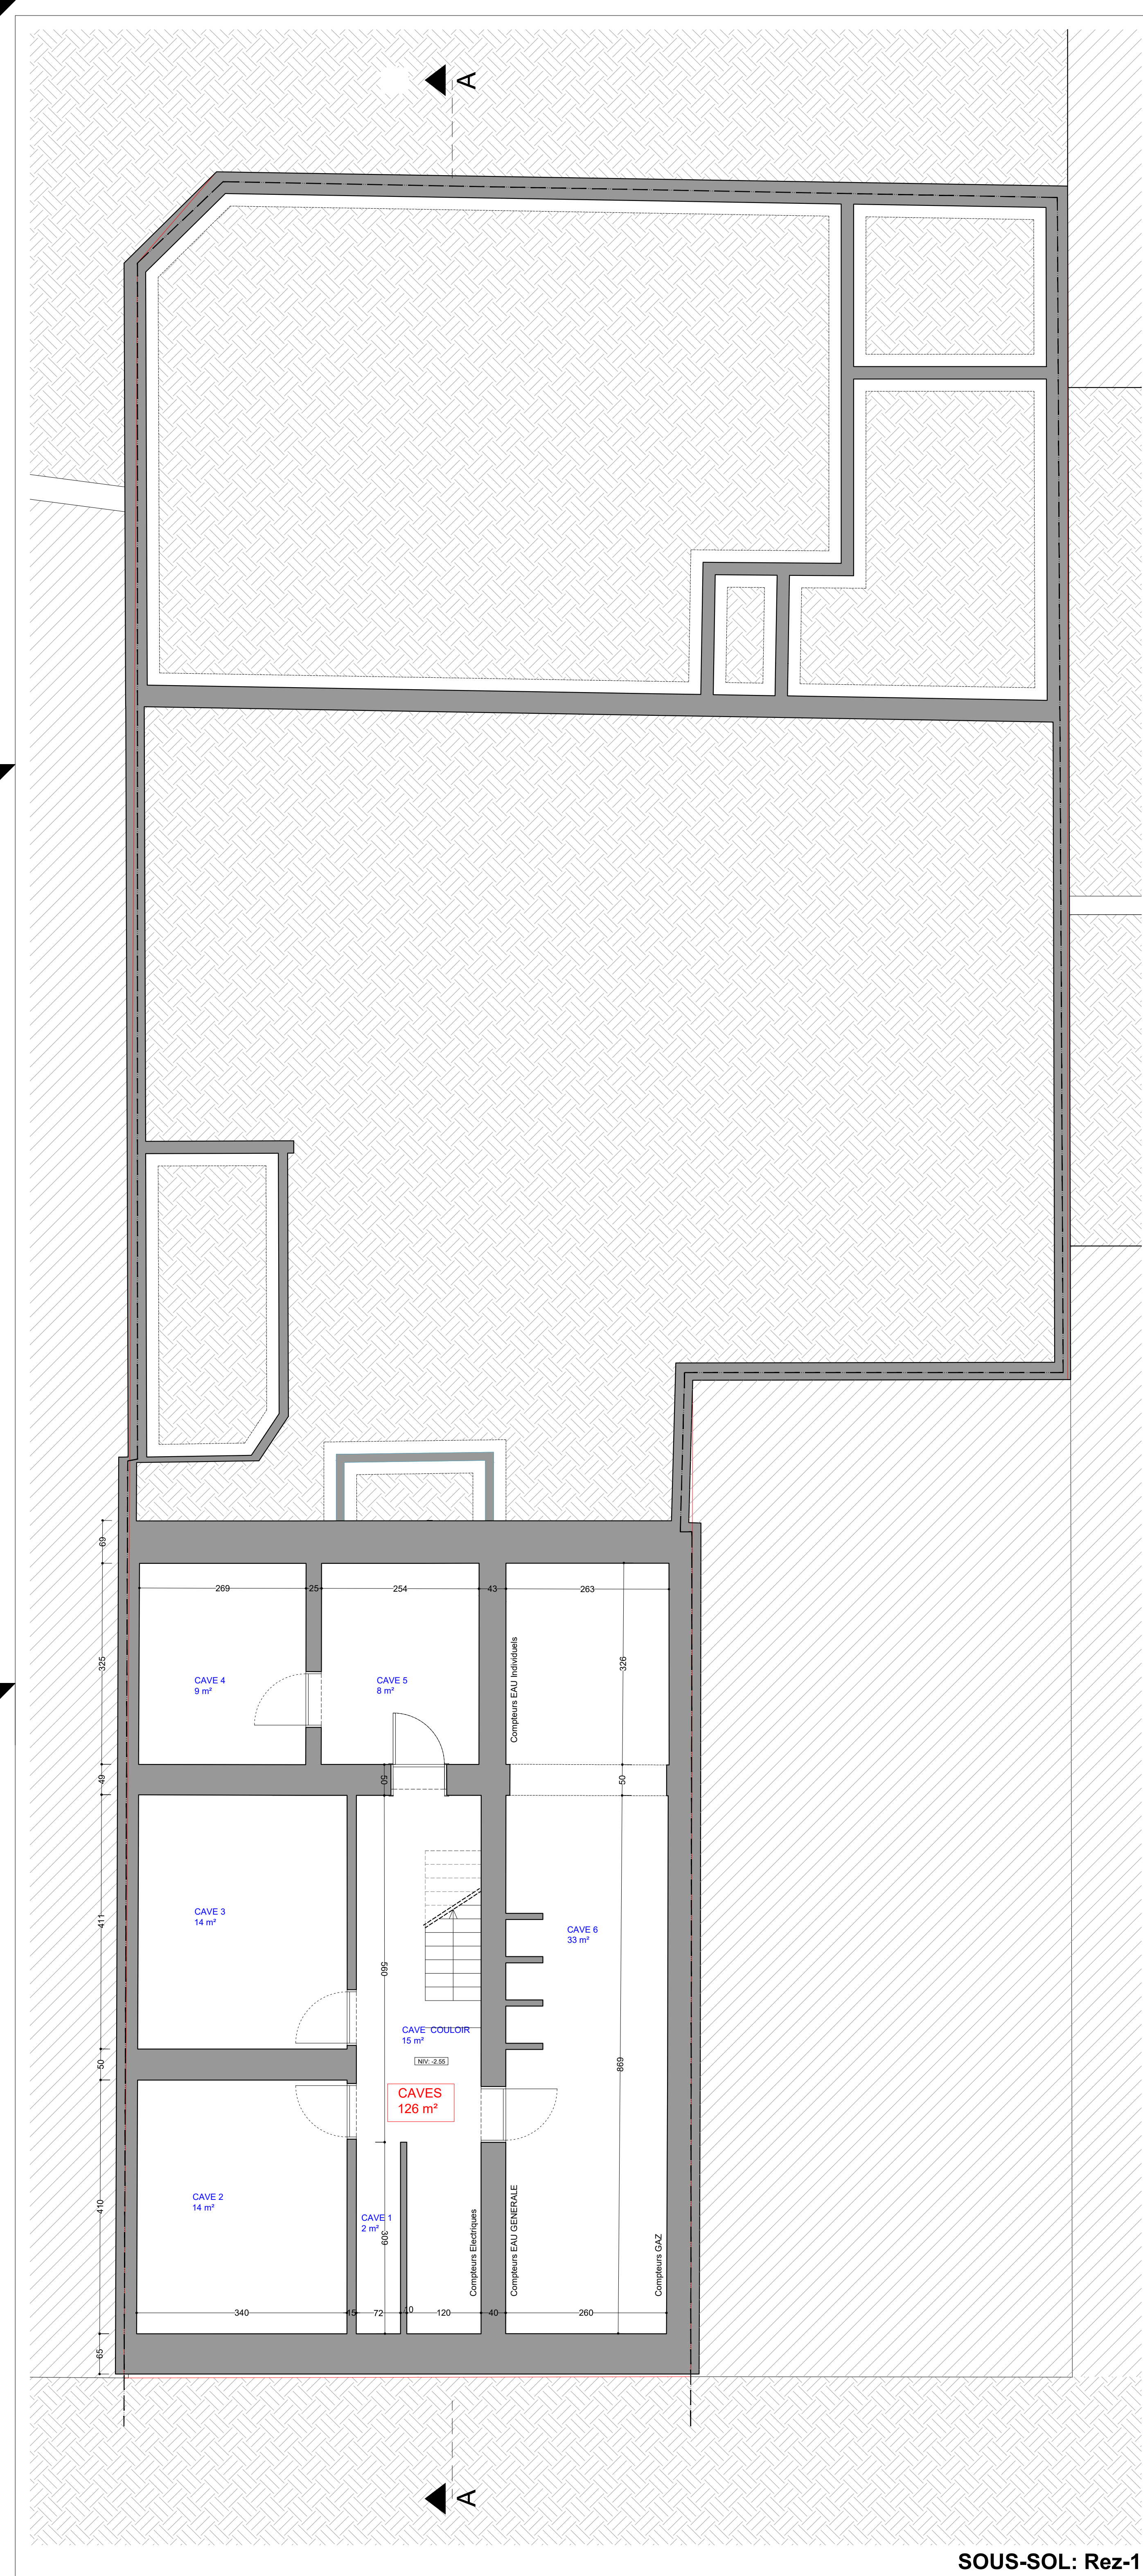 A
69
269
25
254
43
263
325
326
Compteurs EAU Individuels
CAVE 4
9 m²
CAVE 5
8 m²
49
50
50
411
CAVE 3
14 m²
CAVE 6
33 m²
560
CAVE COULOIR
15 m²
NIV: -2.55
50
869
CAVES
126 m²
410
CAVE 2
14 m²
CAVE 1
2 m²
309
Compteurs Electriques
Compteurs EAU GENERALE
Compteurs GAZ
340
15
72
10
120
40
260
65
A
SOUS-SOL: Rez-1